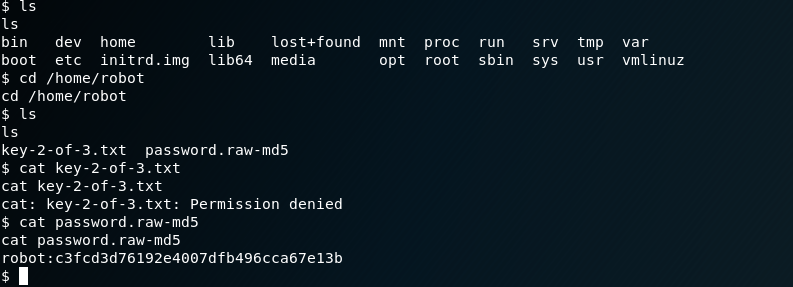 $ ls
ls
bin   dev  home        lib    lost+found  mnt  proc  run   srv  tmp  var
boot  etc  initrd.img  lib64  media       opt  root  sbin  sys  usr  vmlinuz
$ cd /home/robot
cd /home/robot
$ ls
ls
key-2-of-3.txt  password.raw-md5
$ cat key-2-of-3.txt
cat key-2-of-3.txt
cat: key-2-of-3.txt: Permission denied
$ cat password.raw-md5
cat password.raw-md5
robot:c3fcd3d76192e4007dfb496cca67e13b
$